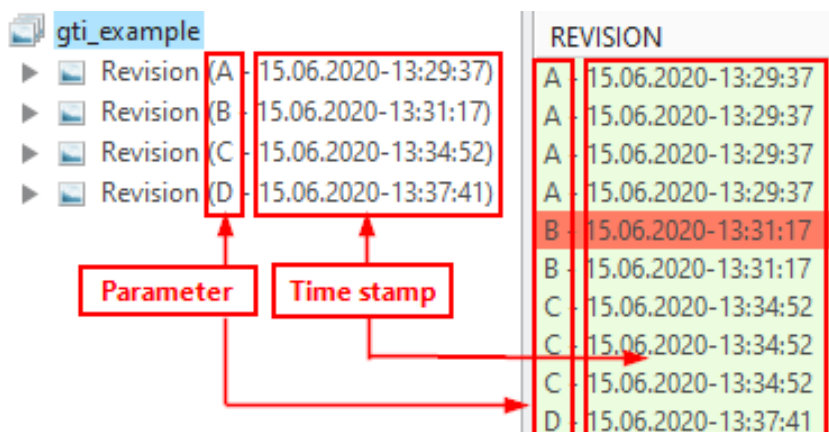 gti_example
Revision (A - 15.06.2020-13:29:37)
Revision (B - 15.06.2020-13:31:17)
Revision (C - 15.06.2020-13:34:52)
Revision (D - 15.06.2020-13:37:41)
Parameter
Time stamp
REVISION
A - 15.06.2020-13:29:37
A - 15.06.2020-13:29:37
A - 15.06.2020-13:29:37
A - 15.06.2020-13:29:37
B - 15.06.2020-13:31:17
B - 15.06.2020-13:31:17
C - 15.06.2020-13:34:52
C - 15.06.2020-13:34:52
C - 15.06.2020-13:34:52
D - 15.06.2020-13:37:41